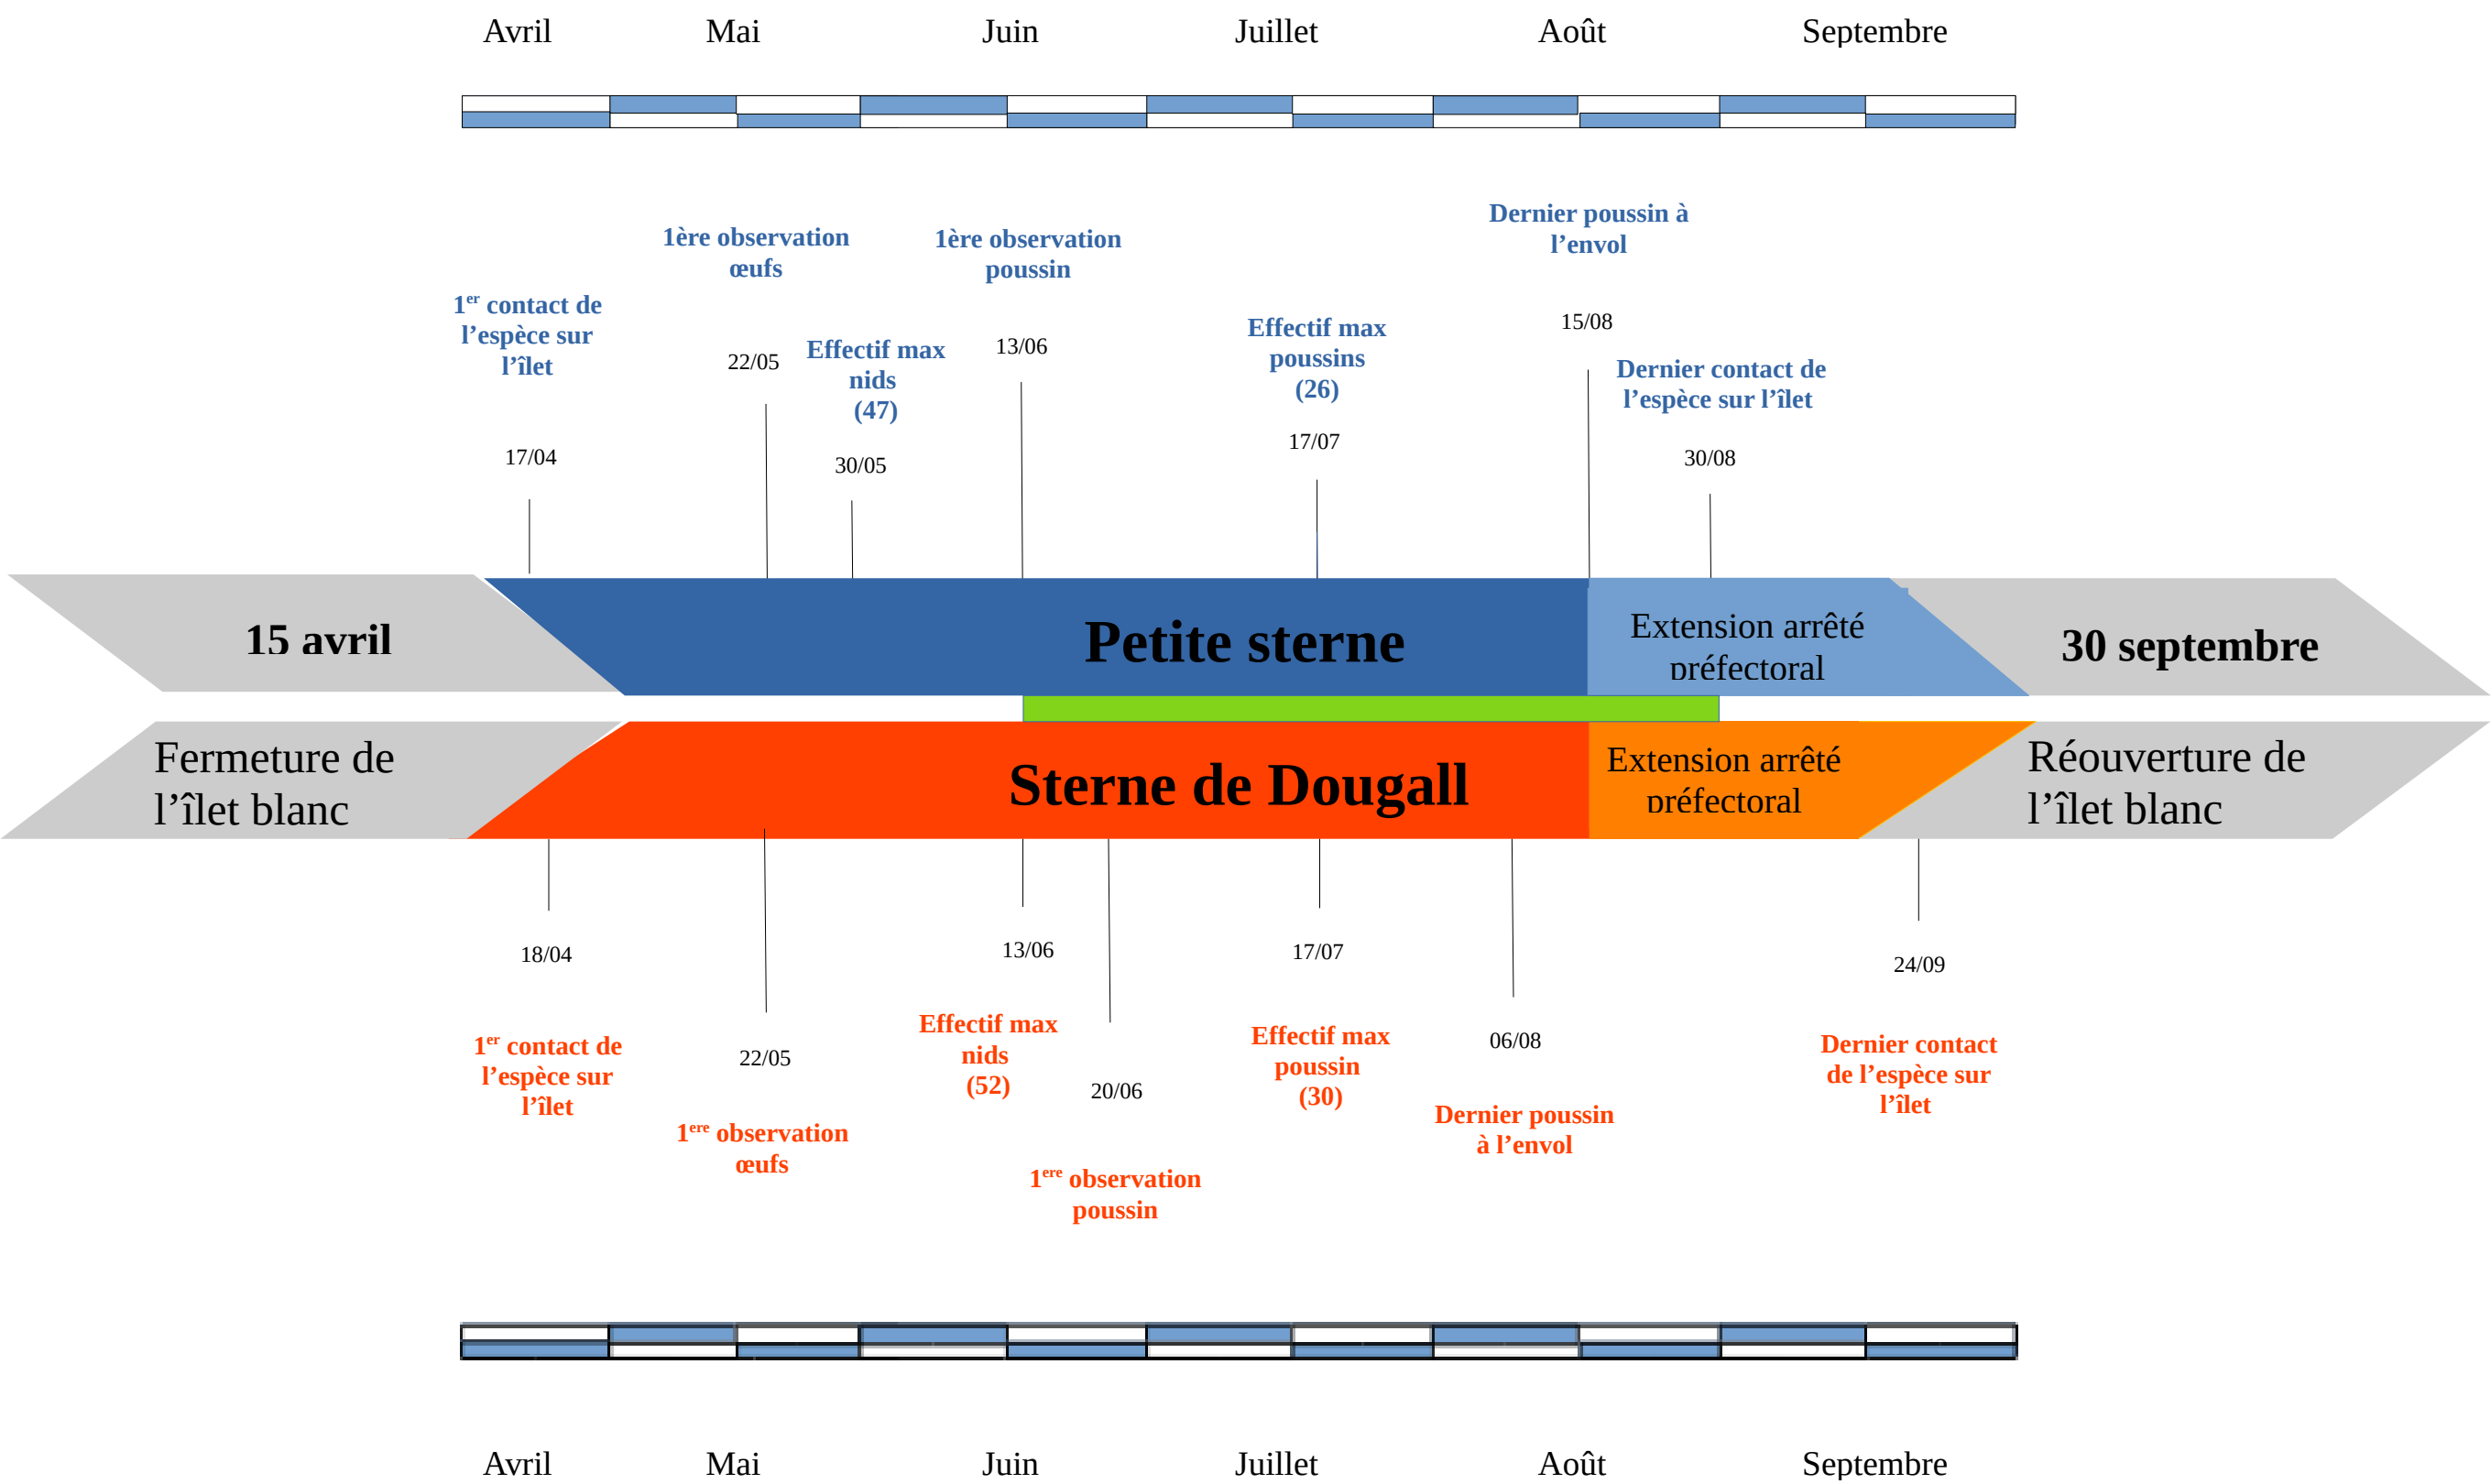 Avril Mai Juin Juillet Août Septembre
Dernier poussin à
l’envol
15/08
1ère observation
œufs
22/05
1ère observation
poussin
13/06
1er contact de
l’espèce sur
l’îlet
17/04
Effectif max
nids
(47)
30/05
Effectif max
poussins
(26)
17/07
Dernier contact de
l’espèce sur l’îlet
30/08
15 avril
Petite sterne
Extension arrêté
préfectoral
30 septembre
Fermeture de
l’îlet blanc
Sterne de Dougall
Extension arrêté
préfectoral
Réouverture de
l’îlet blanc
18/04
1er contact de
l’espèce sur
l’îlet
22/05
1ere observation
œufs
13/06
Effectif max
nids
(52)
20/06
1ere observation
poussin
17/07
Effectif max
poussin
(30)
06/08
Dernier poussin
à l’envol
24/09
Dernier contact
de l’espèce sur
l’îlet
Avril Mai Juin Juillet Août Septembre